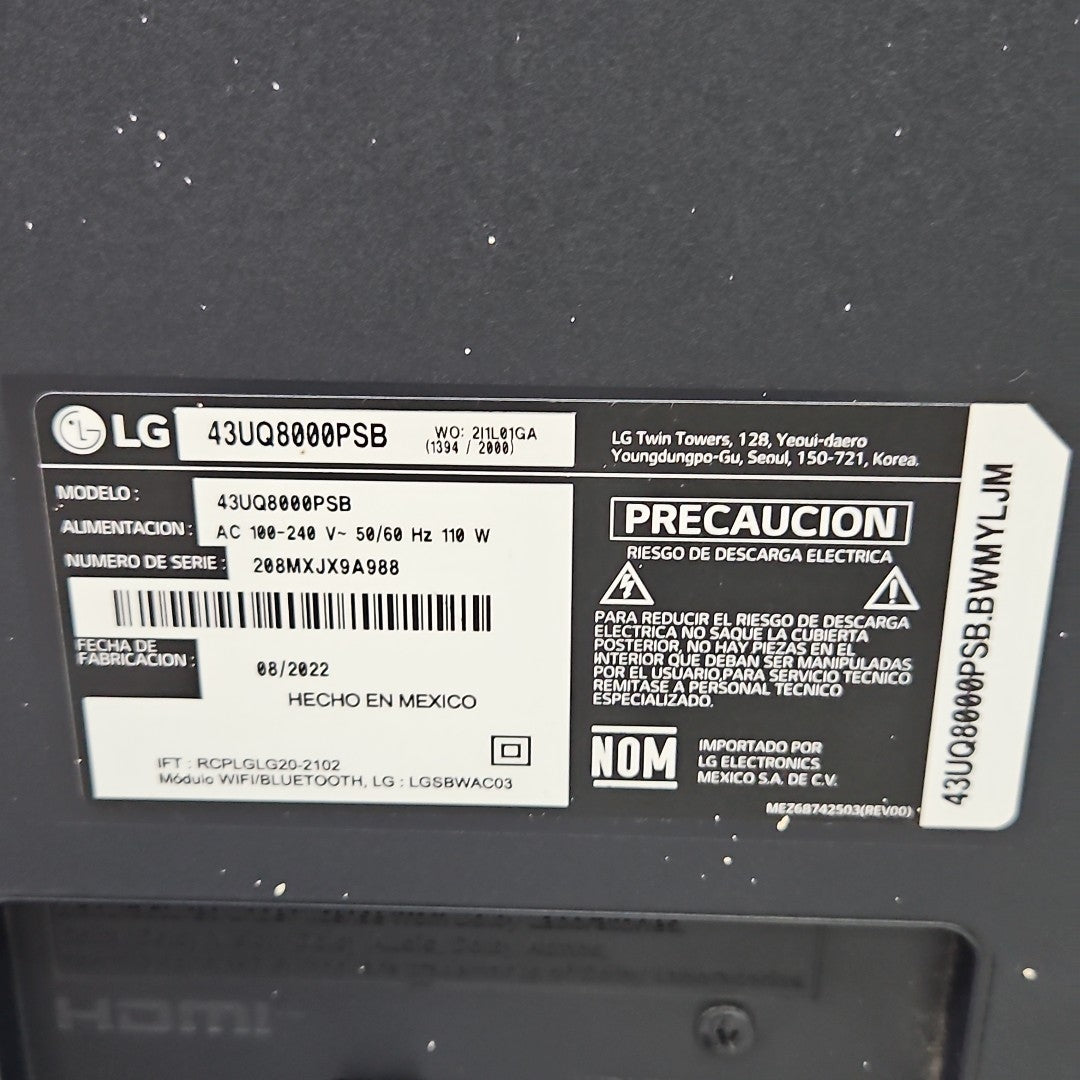 LG
43UQ8000PSB
WO: 2I1L01GA
(1394 / 2000)
LG Twin Towers, 128, Yeoui-daero
Youngdungpo-Gu, Seoul, 150-721, Korea.
MODELO :
43UQ8000PSB
ALIMENTACION :
AC 100-240 V~ 50/60 Hz 110 W
NUMERO DE SERIE :
208MXJX9A988
FECHA DE
FABRICACION :
08/2022
HECHO EN MEXICO
IFT : RCPLGLG20-2102
Módulo WIFI/BLUETOOTH, LG : LGSBWAC03
PRECAUCION
RIESGO DE DESCARGA ELECTRICA
PARA REDUCIR EL RIESGO DE DESCARGA
ELECTRICA NO SAQUE LA CUBIERTA
POSTERIOR, NO HAY PIEZAS EN EL
INTERIOR QUE DEBAN SER MANIPULADAS
POR EL USUARIO,PARA SERVICIO TECNICO
REMITASE A PERSONAL TECNICO
ESPECIALIZADO.
NOM
IMPORTADO POR
LG ELECTRONICS
MEXICO S.A. DE C.V.
MEZ68742503(REV00)
43UQ8000PSB.BWMYLJM
HDMI